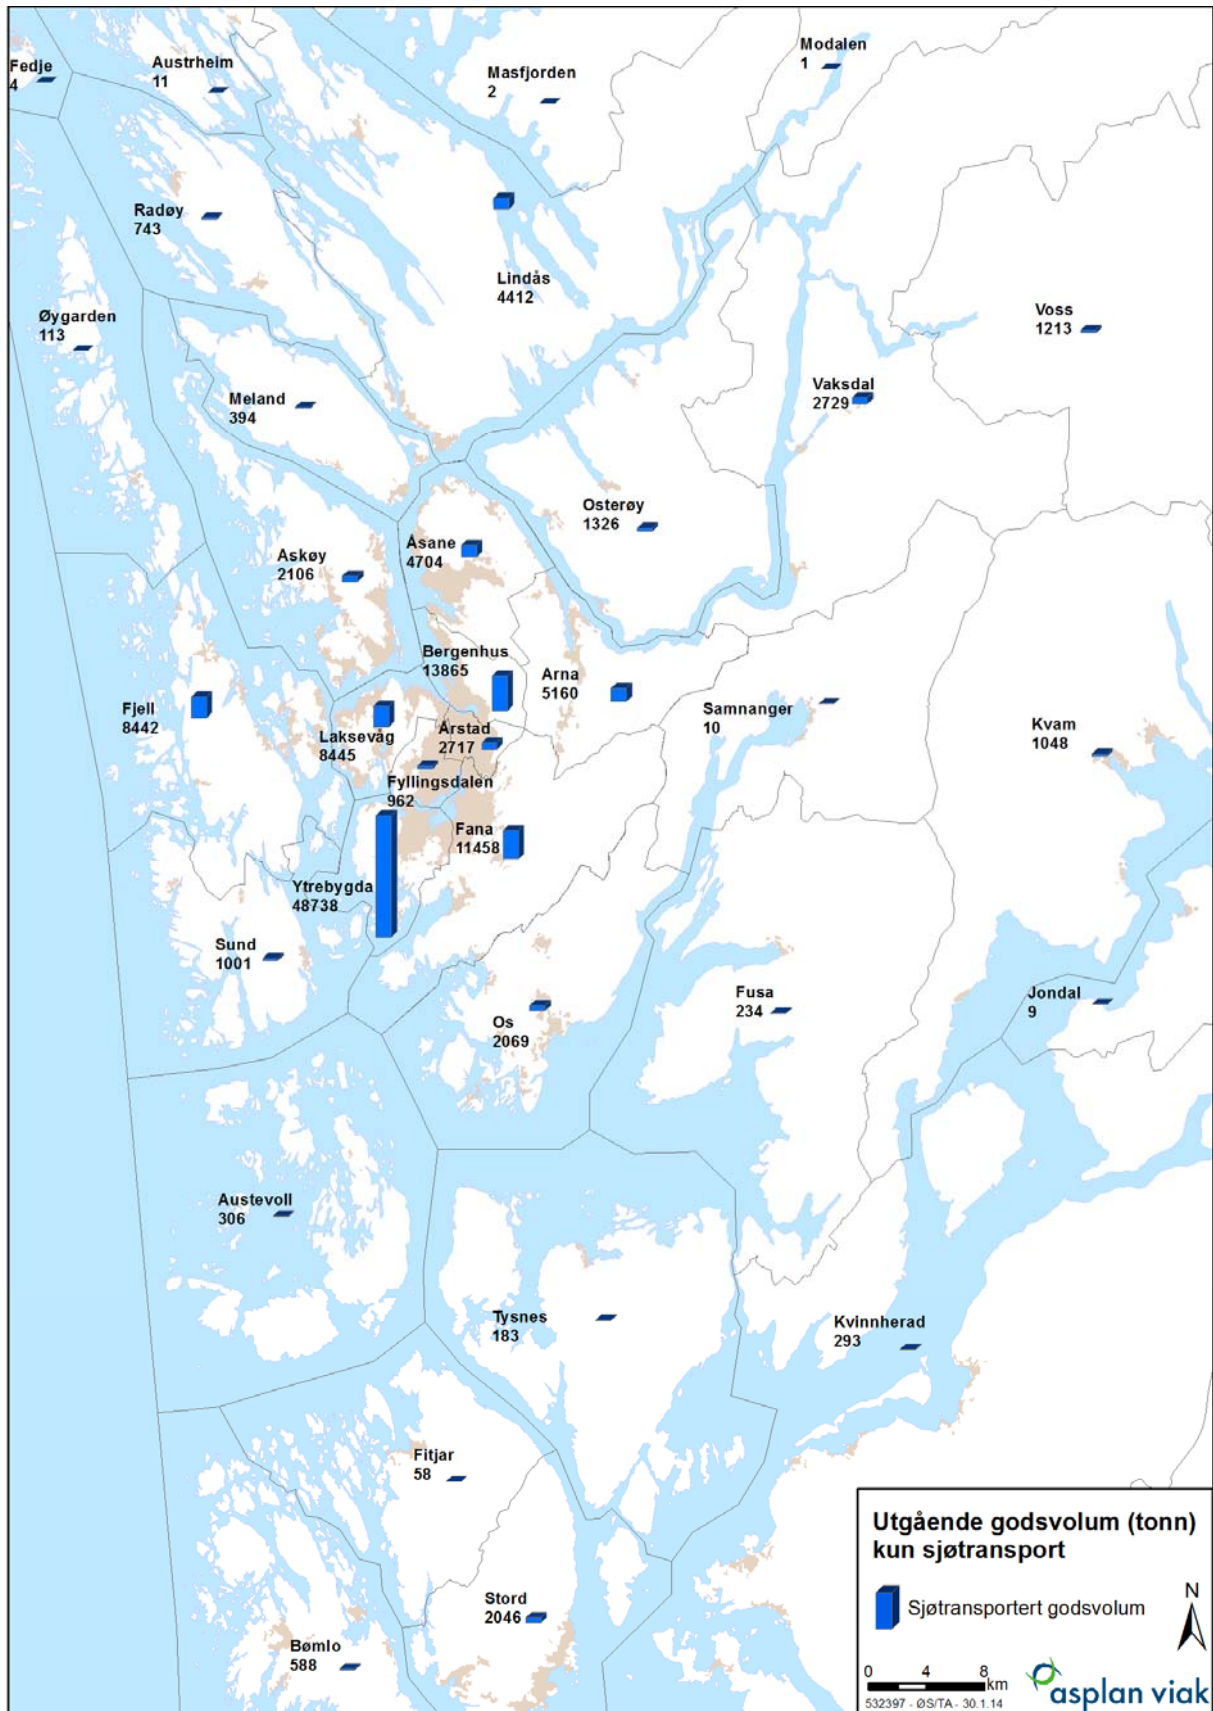 Fedje
4
Austrheim
11
Masfjorden
2
Modalen
1
Radøy
743
Lindås
4412
Øygarden
113
Voss
1213
Meland
394
Vaksdal
2729
Osterøy
1326
Askøy
2106
Åsane
4704
Bergenhus
13865
Arna
5160
Fjell
8442
Laksevåg
8445
Årstad
2717
Samnanger
10
Kvam
1048
Fyllingsdalen
962
Fana
11458
Ytrebygda
48738
Sund
1001
Os
2069
Fusa
234
Jondal
9
Austevoll
306
Tysnes
183
Kvinnherad
293
Fitjar
58
Stord
2046
Bømlo
588
Utgående godsvolum (tonn)
kun sjøtransport
Sjøtransportert godsvolum
N
0 4 8
km
532397 - ØS/TA - 30.1.14
asplan viak